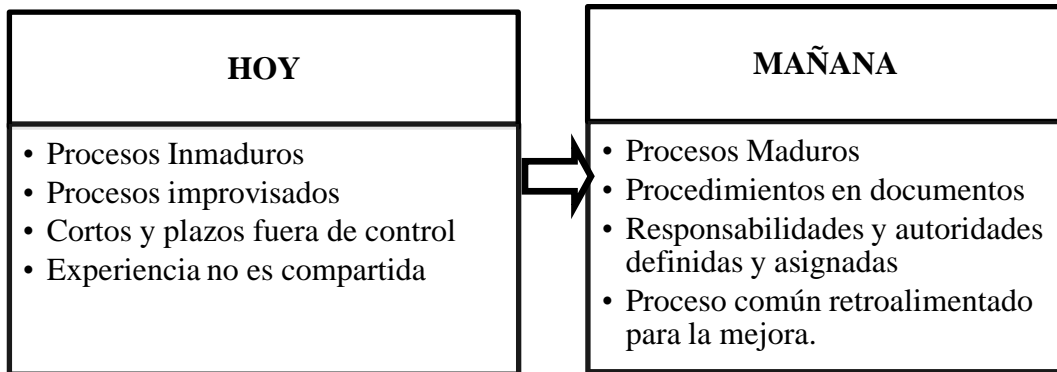 HOY
• Procesos Inmaduros
• Procesos improvisados
• Cortos y plazos fuera de control
• Experiencia no es compartida
MAÑANA
• Procesos Maduros
• Procedimientos en documentos
• Responsabilidades y autoridades
definidas y asignadas
• Proceso común retroalimentado
para la mejora.